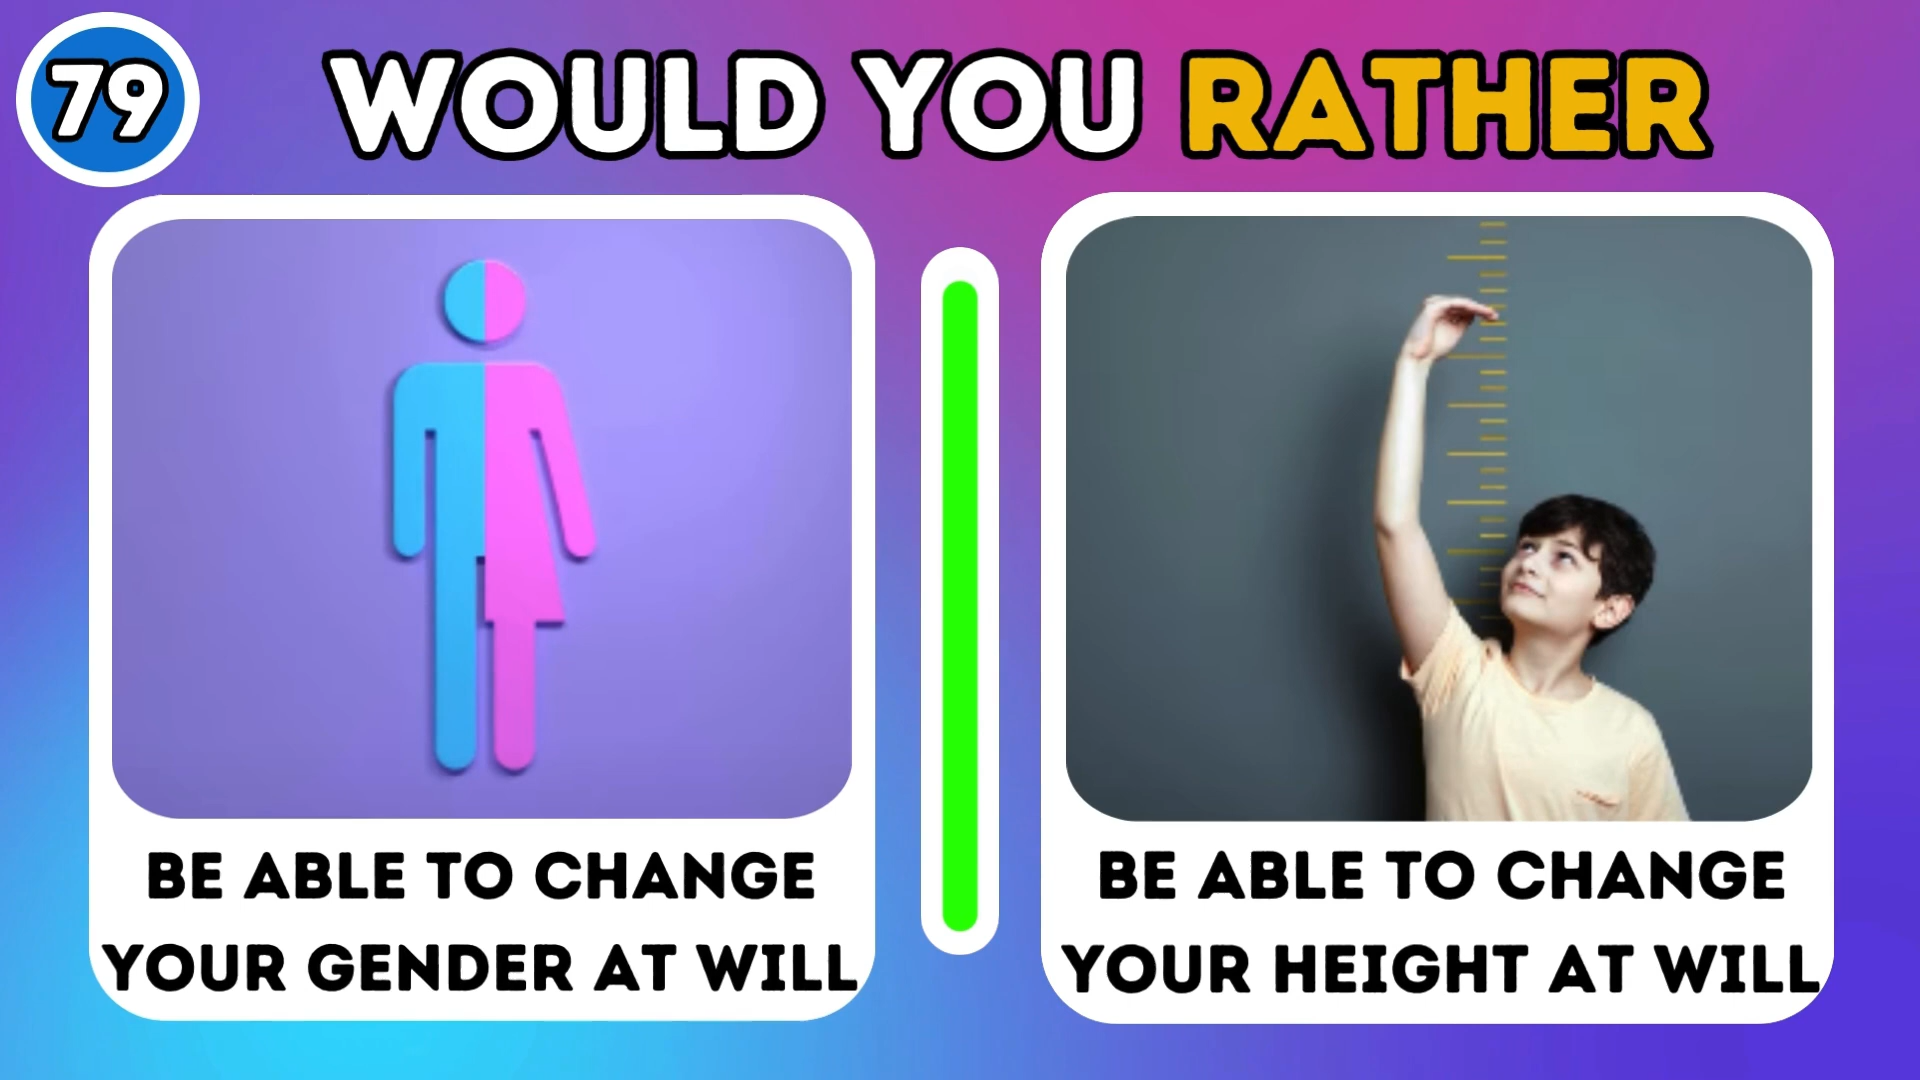 79
WOULD YOU RATHER
BE ABLE TO CHANGE
YOUR GENDER AT WILL
BE ABLE TO CHANGE
YOUR HEIGHT AT WILL